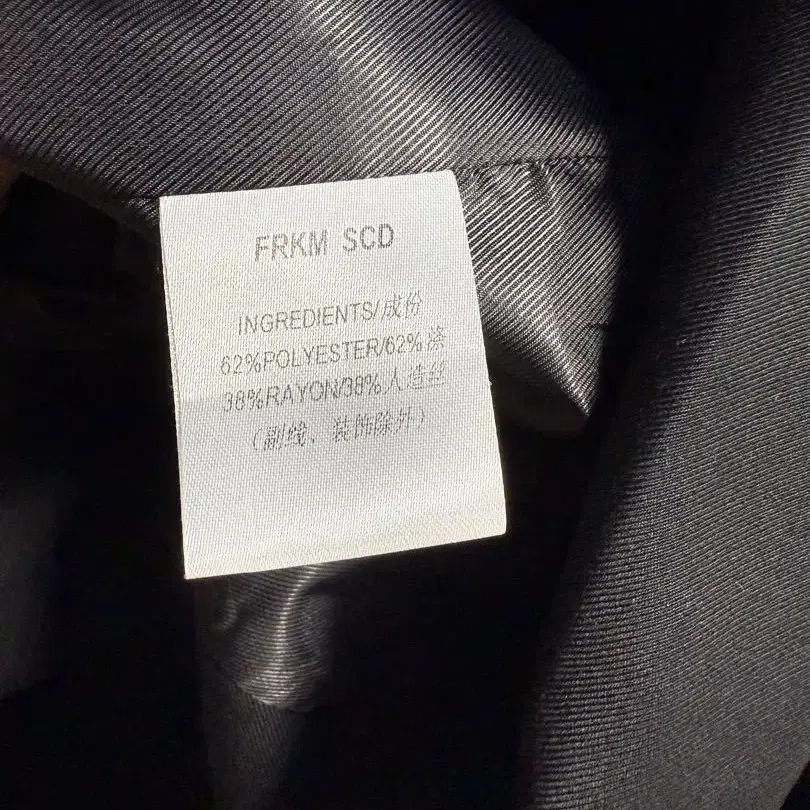 FRKM SCD
INGREDIENTS/成份
62%POLYESTER/62%涤
38%RAYON/38%人造丝
（副线、装饰除外）